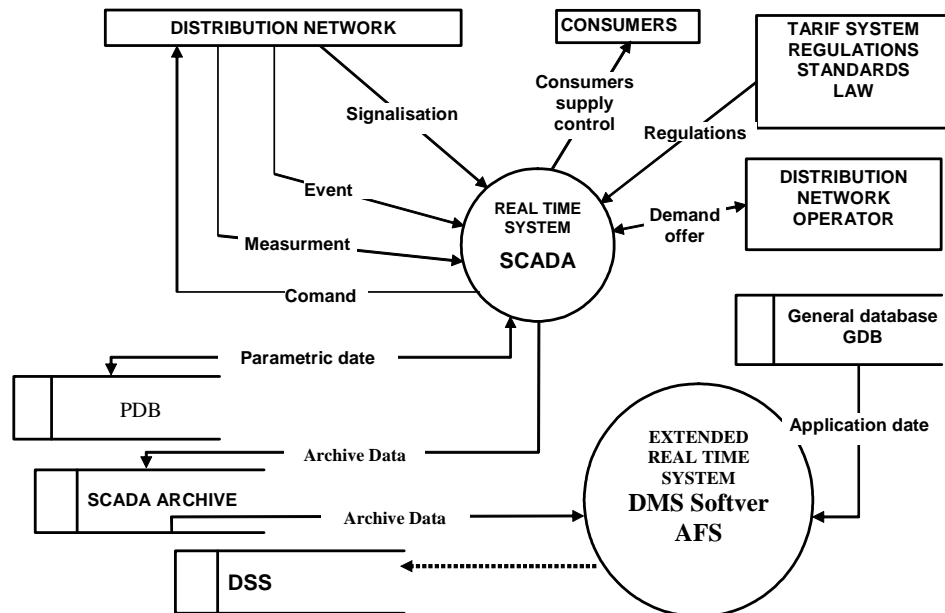 DISTRIBUTION NETWORK
CONSUMERS
TARIF SYSTEM
REGULATIONS
STANDARDS
LAW
Signalisation
Consumers
supply
control
Regulations
Event
Measurment
Comand
REAL TIME
SYSTEM
SCADA
Demand
offer
DISTRIBUTION
NETWORK
OPERATOR
General database
GDB
Parametric date
PDB
Application date
Archive Data
SCADA ARCHIVE
Archive Data
EXTENDED
REAL TIME
SYSTEM
DMS Softver
AFS
DSS